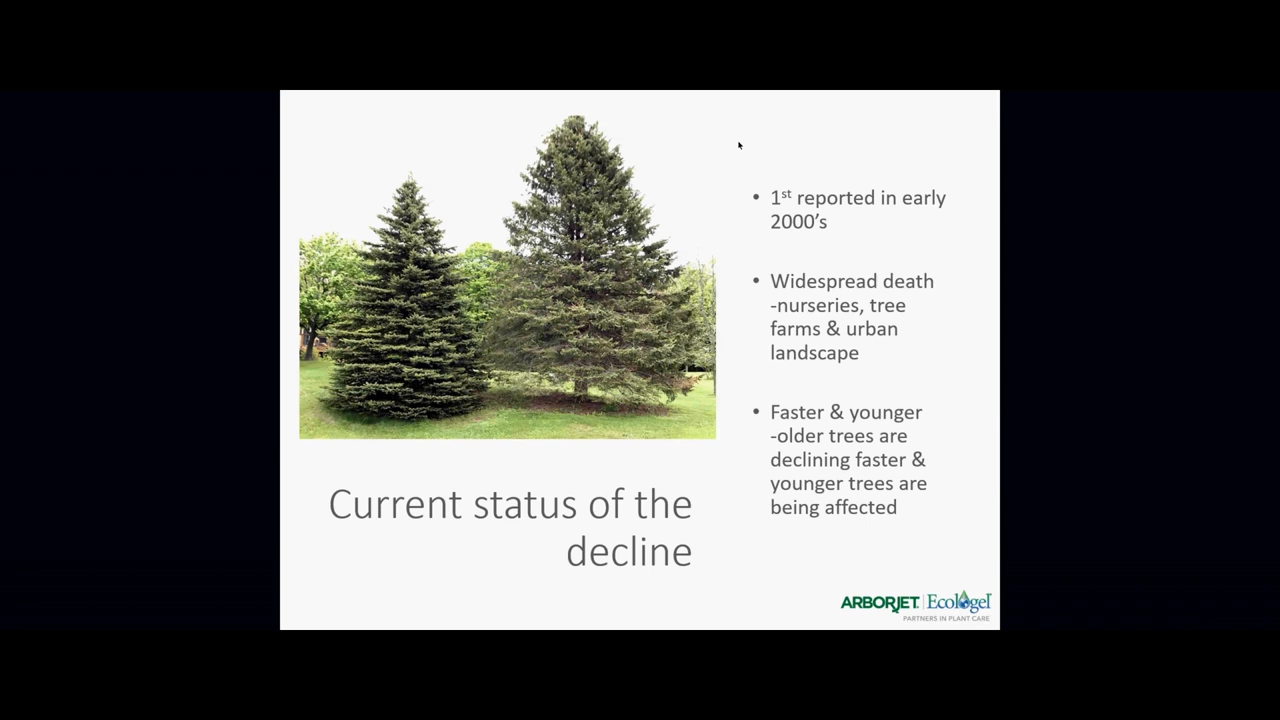 • 1st reported in early
2000's
• Widespread death
-nurseries, tree
farms & urban
landscape
• Faster & younger
-older trees are
declining faster &
younger trees are
being affected
Current status of the
decline
ARBORJET | Ecologel
PARTNERS IN PLANT CARE